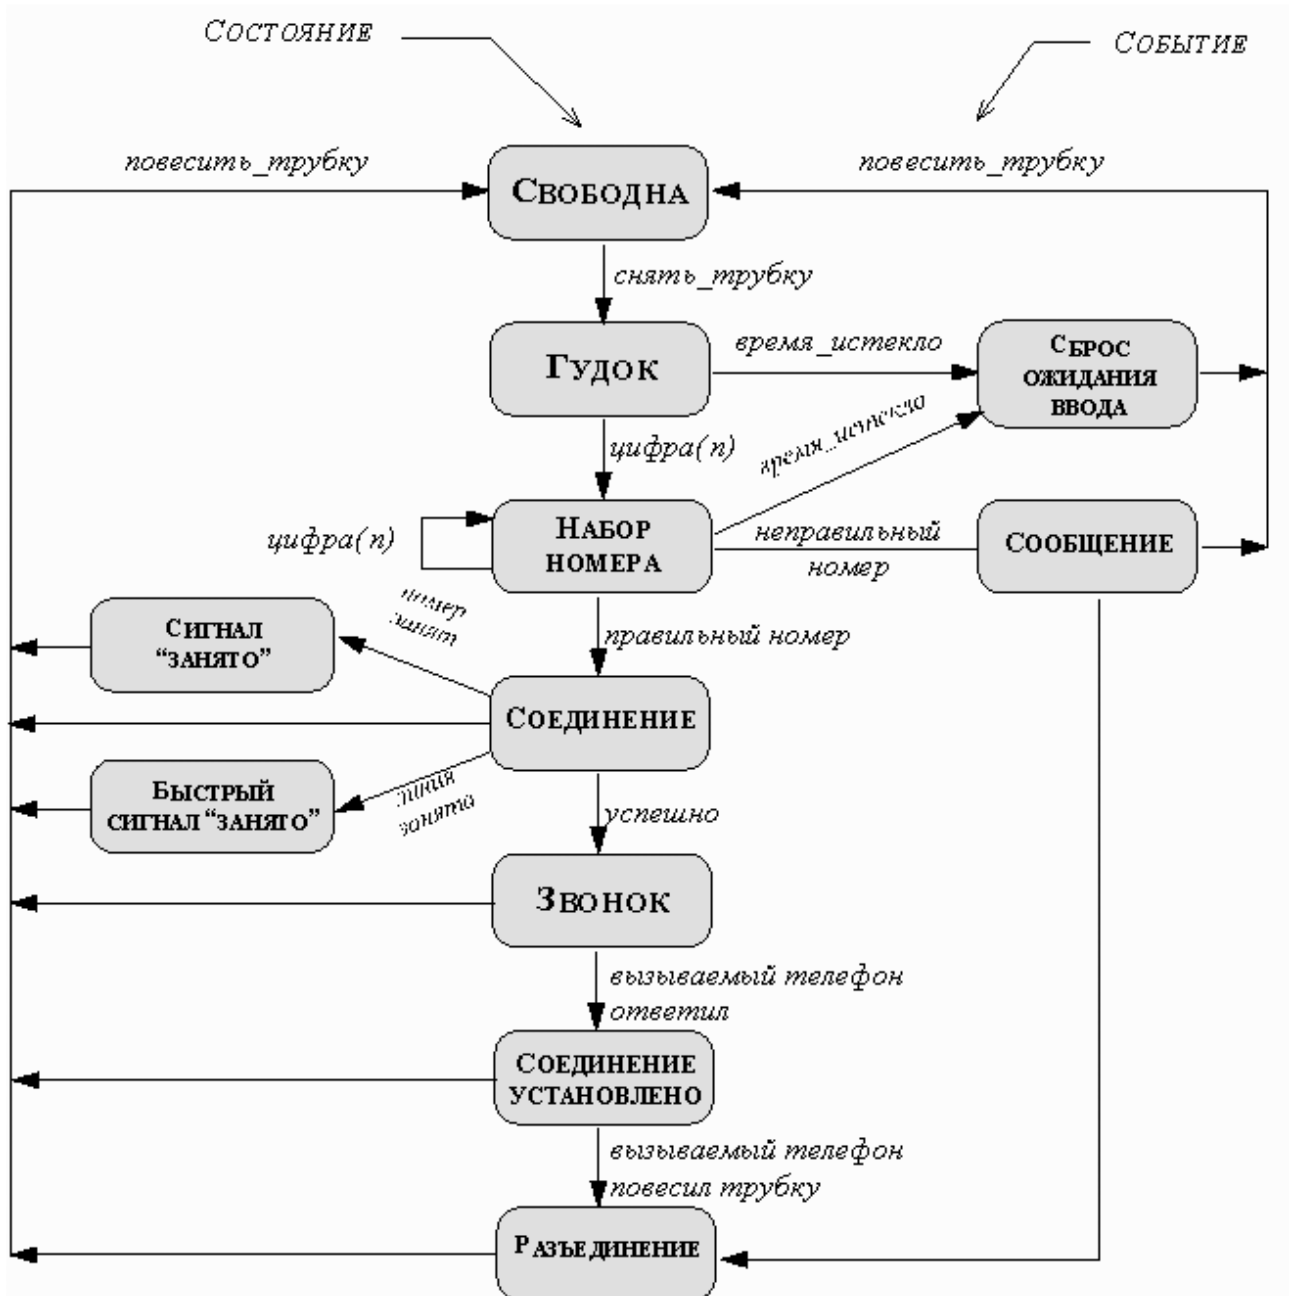 СОСТОЯНИЕ
СОБЫТИЕ
повесить_трубку
повесить_трубку
СВОБОДНА
снять_трубку
ГУДОК
время_истекло
СБРОС
ОЖИДАНИЯ
ВВОДА
цифра(n)
время_истекло
цифра(n)
НАБОР
НОМЕРА
неправильный
номер
СООБЩЕНИЕ
номер
занят
правильный номер
СИГНАЛ
“ЗАНЯТО”
СОЕДИНЕНИЕ
БЫСТРЫЙ
СИГНАЛ “ЗАНЯТО”
линия
занята
успешно
ЗВОНОК
вызываемый телефон
ответил
СОЕДИНЕНИЕ
УСТАНОВЛЕНО
вызываемый телефон
повесил трубку
РАЗЪЕДИНЕНИЕ